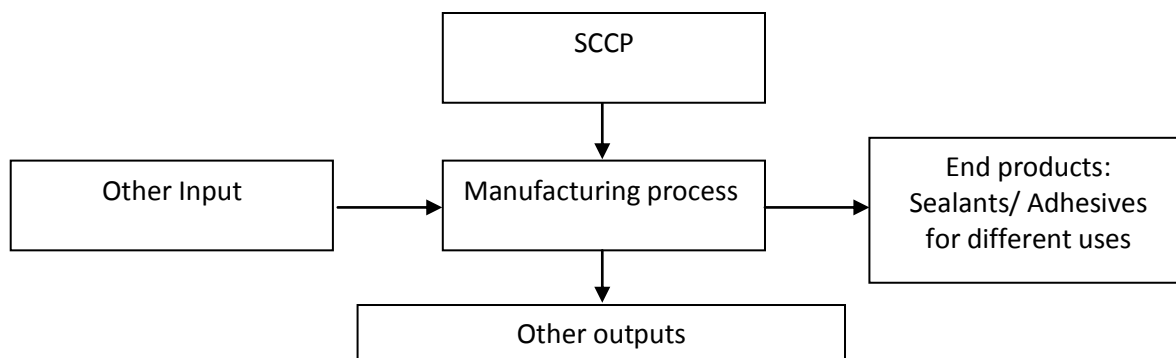 SCCP
Other Input
Manufacturing process
End products:
Sealants/ Adhesives
for different uses
Other outputs